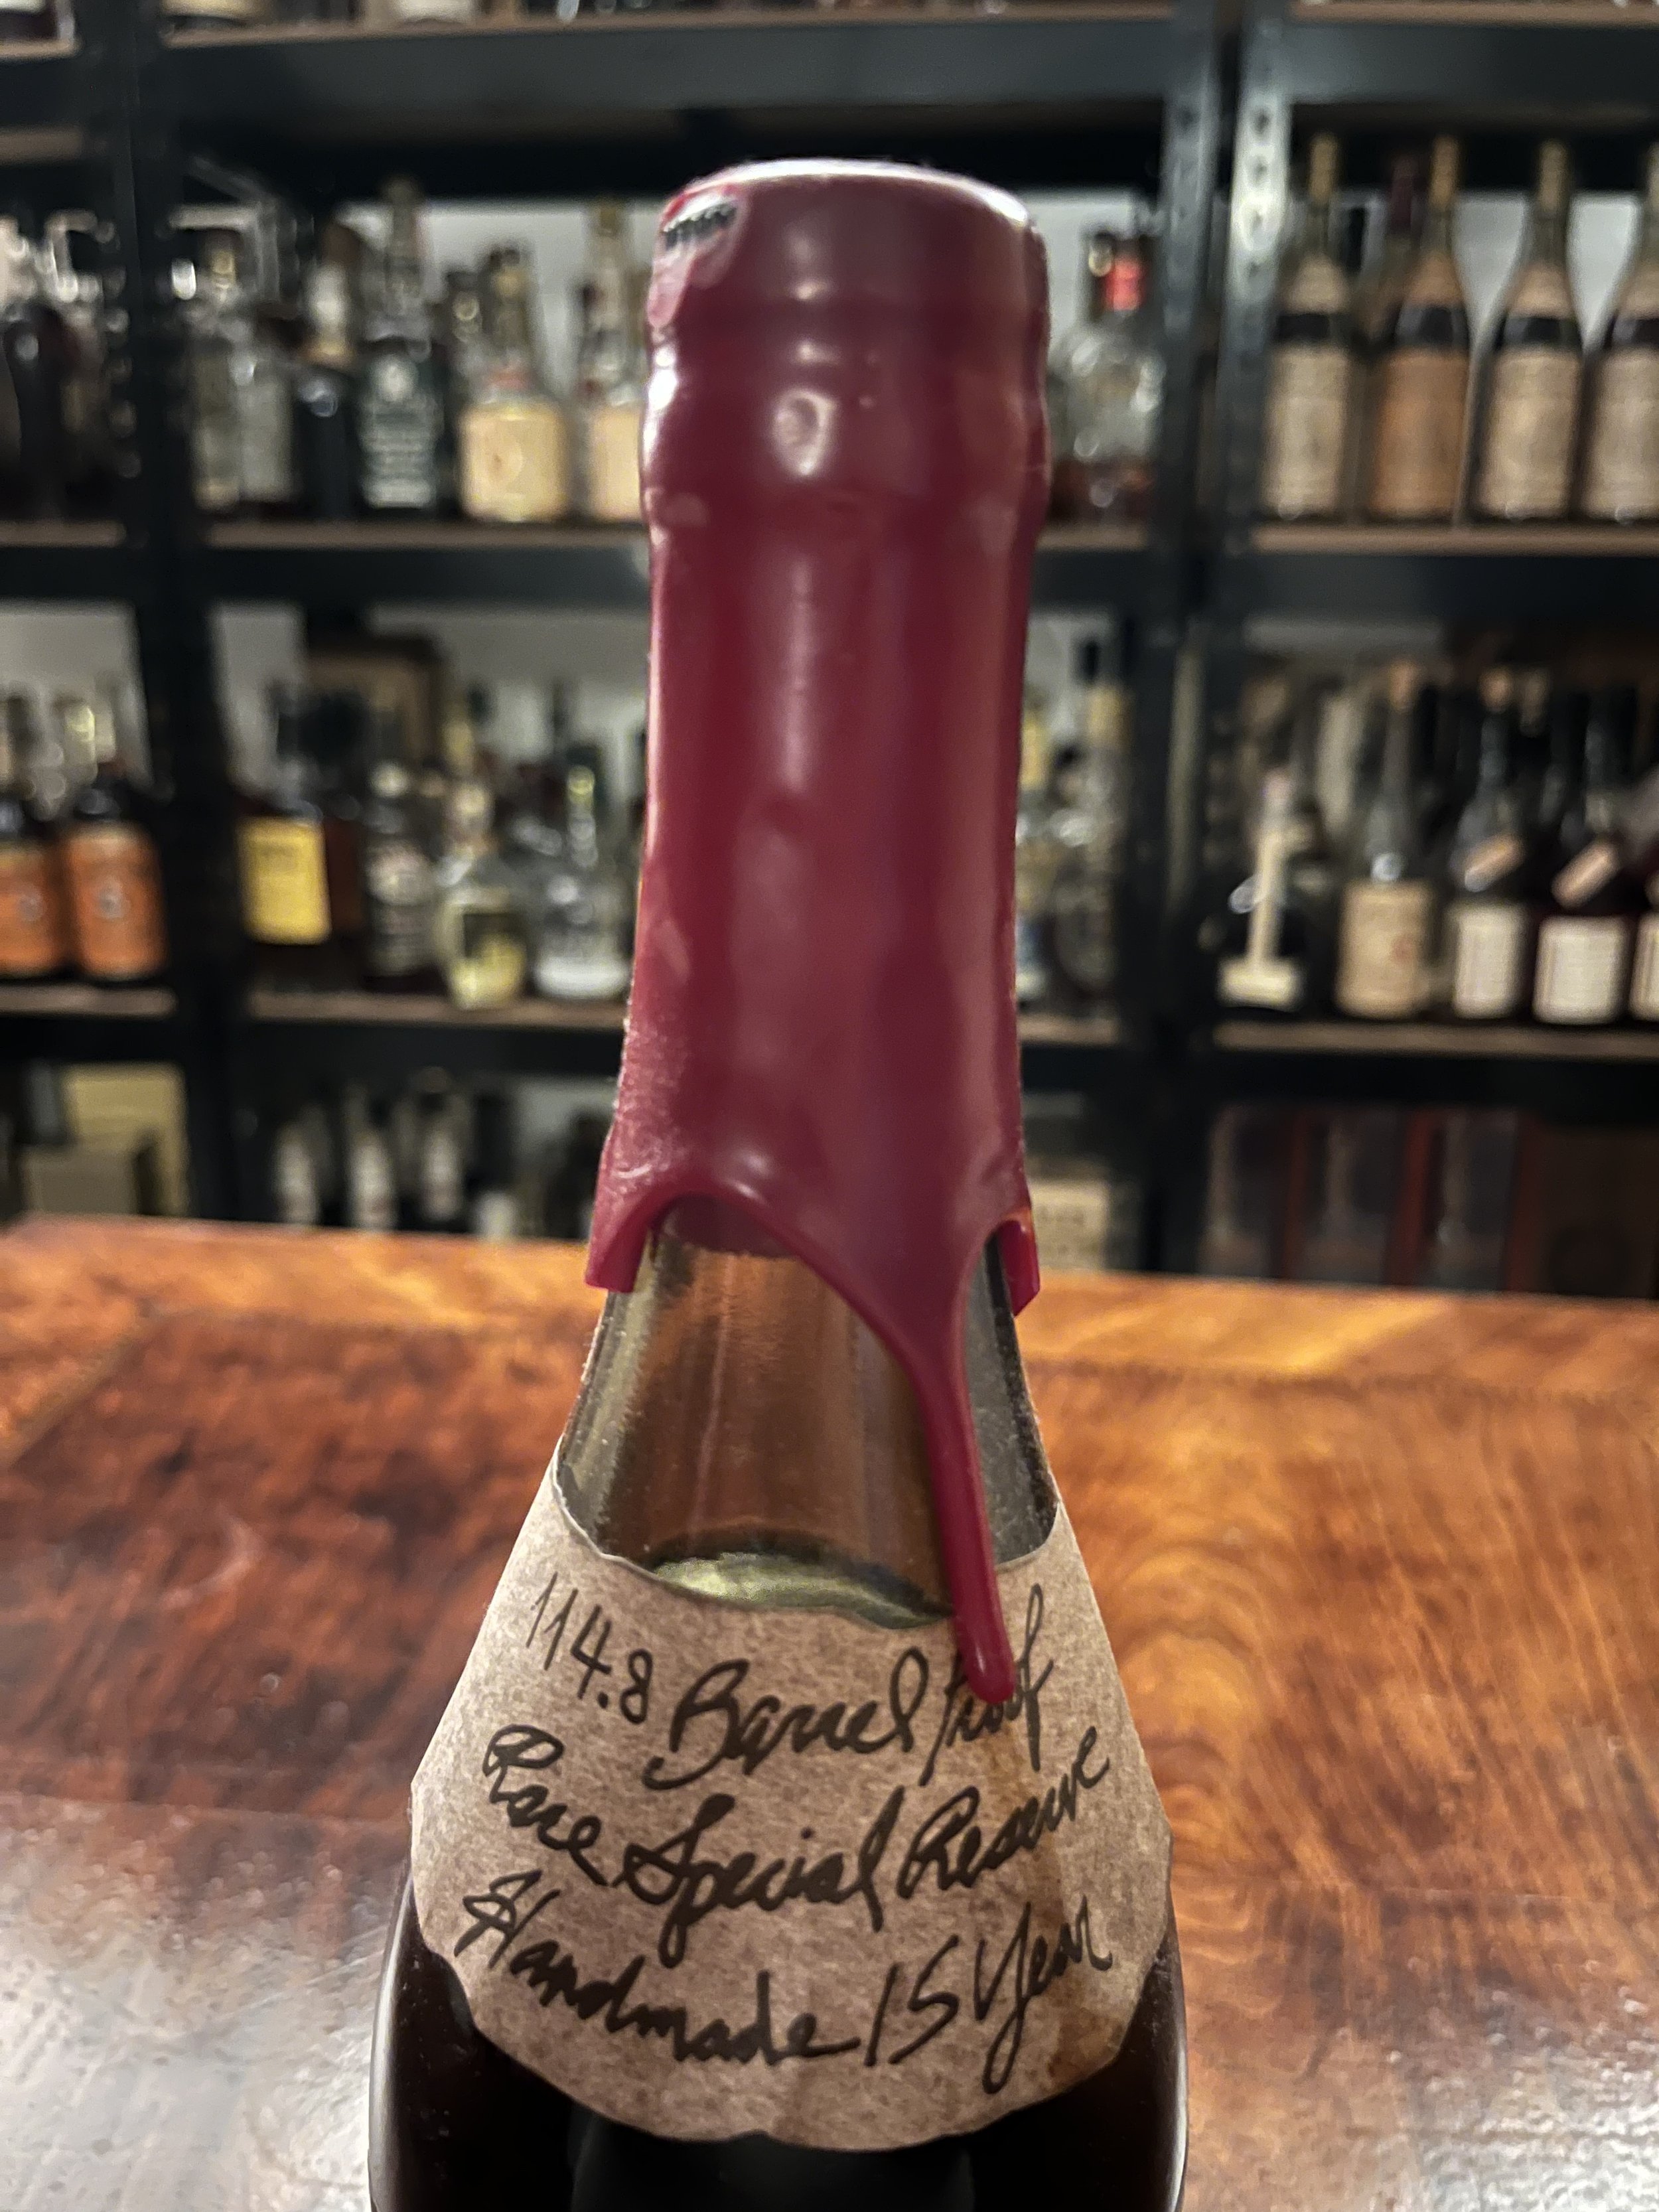 114.8 Barrel Proof
Rare Special Reserve
Handmade 15 Year